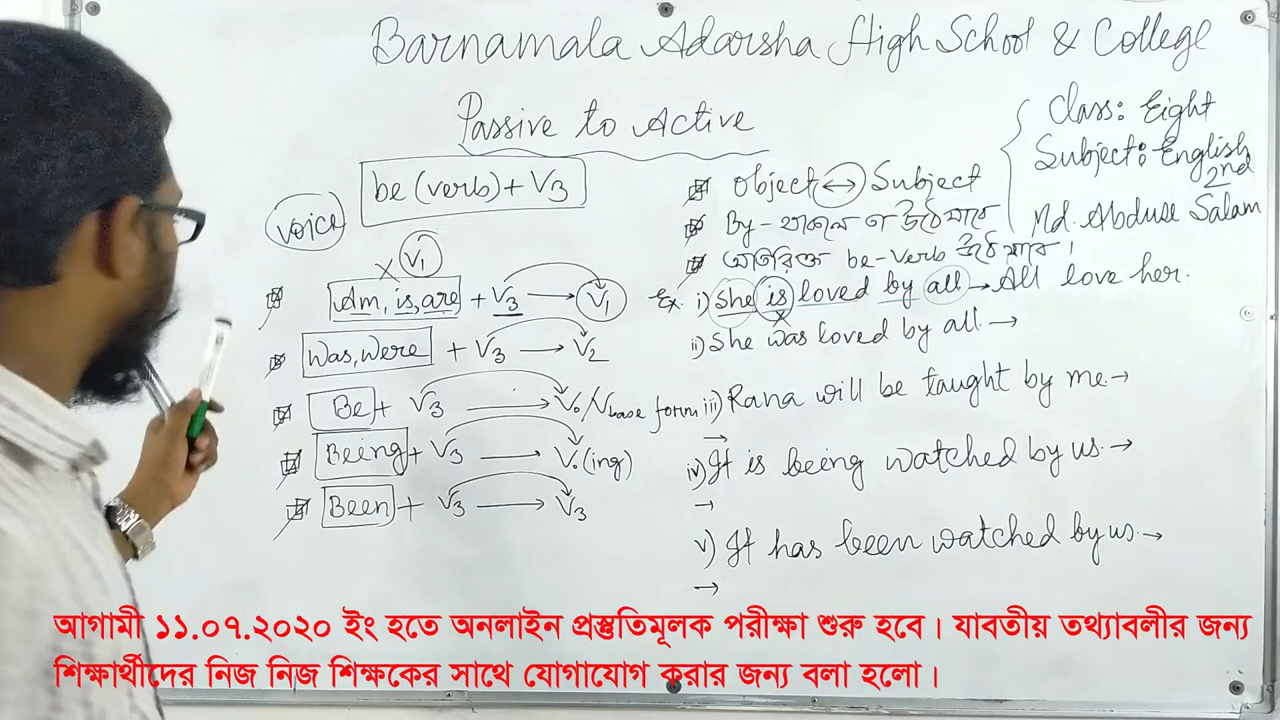 Barnamala Adarsha High School & College
Passive to Active
Class: Eight
Subject: English 2nd
Md. Abduse Salam
voice
be (verb) + V3
V1
Am, is, are + V3 → V1
Was, were + V3 → V2
Be + V3 → V0/Vbase form
Being + V3 → V.(ing)
Been + V3 → V3
Object ↔ Subject
By - থাকলে তা উঠে যাবে
অতিরিক্ত be-verb উঠে যাবে।
Ex. i) She is loved by all → All love her.
ii) She was loved by all →
iii) Rana will be taught by me. →
→
iv) It is being watched by us. →
→
v) It has been watched by us. →
→
আগামী ১১.০৭.২০২০ ইং হতে অনলাইন প্রস্তুতিমূলক পরীক্ষা শুরু হবে। যাবতীয় তথ্যাবলীর জন্য
শিক্ষার্থীদের নিজ নিজ শিক্ষকের সাথে যোগাযোগ করার জন্য বলা হলো।